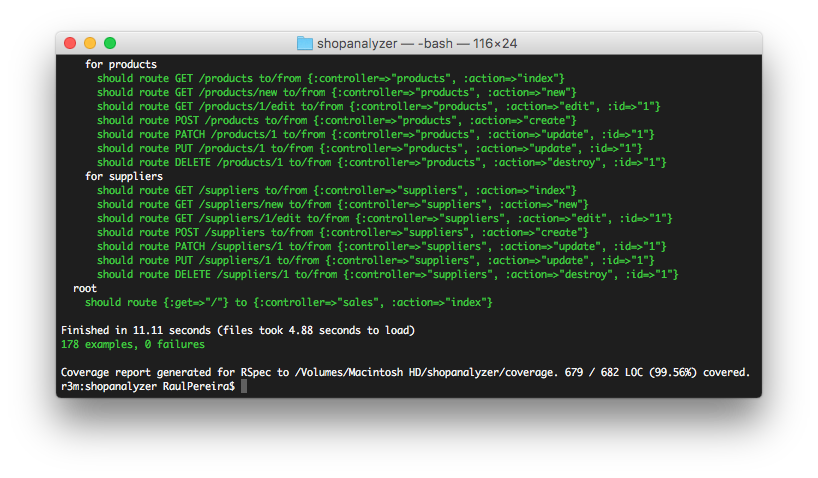 shopanalyzer — -bash — 116×24
for products
should route GET /products to/from {:controller=>"products", :action=>"index"}
should route GET /products/new to/from {:controller=>"products", :action=>"new"}
should route GET /products/1/edit to/from {:controller=>"products", :action=>"edit", :id=>"1"}
should route POST /products to/from {:controller=>"products", :action=>"create"}
should route PATCH /products/1 to/from {:controller=>"products", :action=>"update", :id=>"1"}
should route PUT /products/1 to/from {:controller=>"products", :action=>"update", :id=>"1"}
should route DELETE /products/1 to/from {:controller=>"products", :action=>"destroy", :id=>"1"}
for suppliers
should route GET /suppliers to/from {:controller=>"suppliers", :action=>"index"}
should route GET /suppliers/new to/from {:controller=>"suppliers", :action=>"new"}
should route GET /suppliers/1/edit to/from {:controller=>"suppliers", :action=>"edit", :id=>"1"}
should route POST /suppliers to/from {:controller=>"suppliers", :action=>"create"}
should route PATCH /suppliers/1 to/from {:controller=>"suppliers", :action=>"update", :id=>"1"}
should route PUT /suppliers/1 to/from {:controller=>"suppliers", :action=>"update", :id=>"1"}
should route DELETE /suppliers/1 to/from {:controller=>"suppliers", :action=>"destroy", :id=>"1"}
root
should route {:get=>"/"} to {:controller=>"sales", :action=>"index"}
Finished in 11.11 seconds (files took 4.88 seconds to load)
178 examples, 0 failures
Coverage report generated for RSpec to /Volumes/Macintosh HD/shopanalyzer/coverage. 679 / 682 LOC (99.56%) covered.
r3m:shopanalyzer RaulPereira$